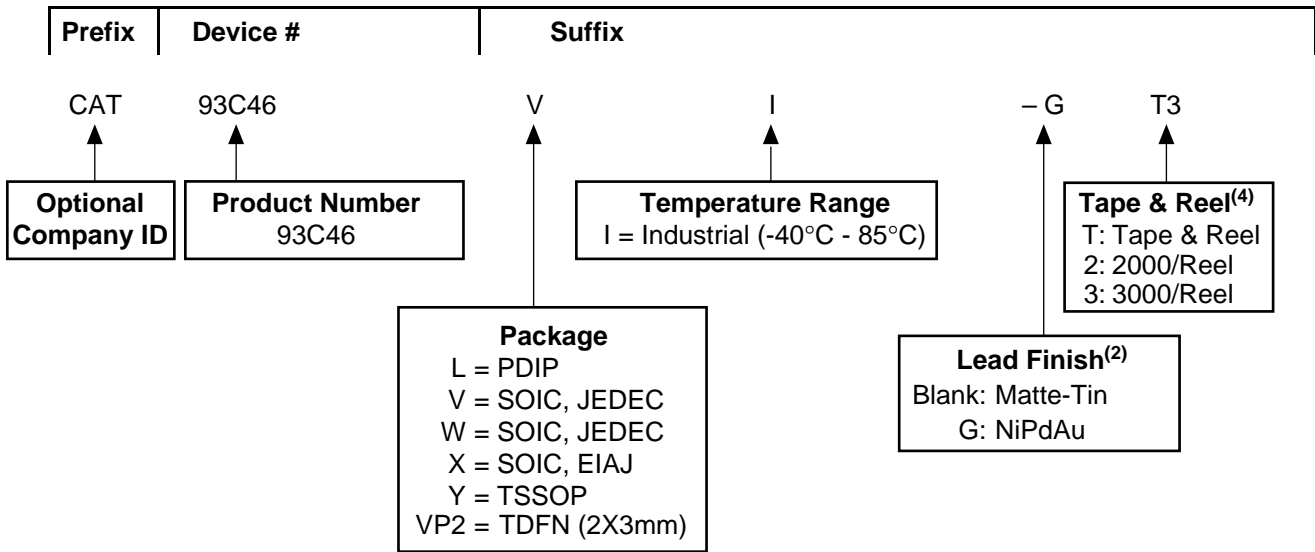 Prefix Device # Suffix
CAT 93C46 V I – G T3
Optional
Company ID
Product Number
93C46
Temperature Range
I = Industrial (-40°C - 85°C)
Tape & Reel(4)
T: Tape & Reel
2: 2000/Reel
3: 3000/Reel
Package
L = PDIP
V = SOIC, JEDEC
W = SOIC, JEDEC
X = SOIC, EIAJ
Y = TSSOP
VP2 = TDFN (2X3mm)
Lead Finish(2)
Blank: Matte-Tin
G: NiPdAu